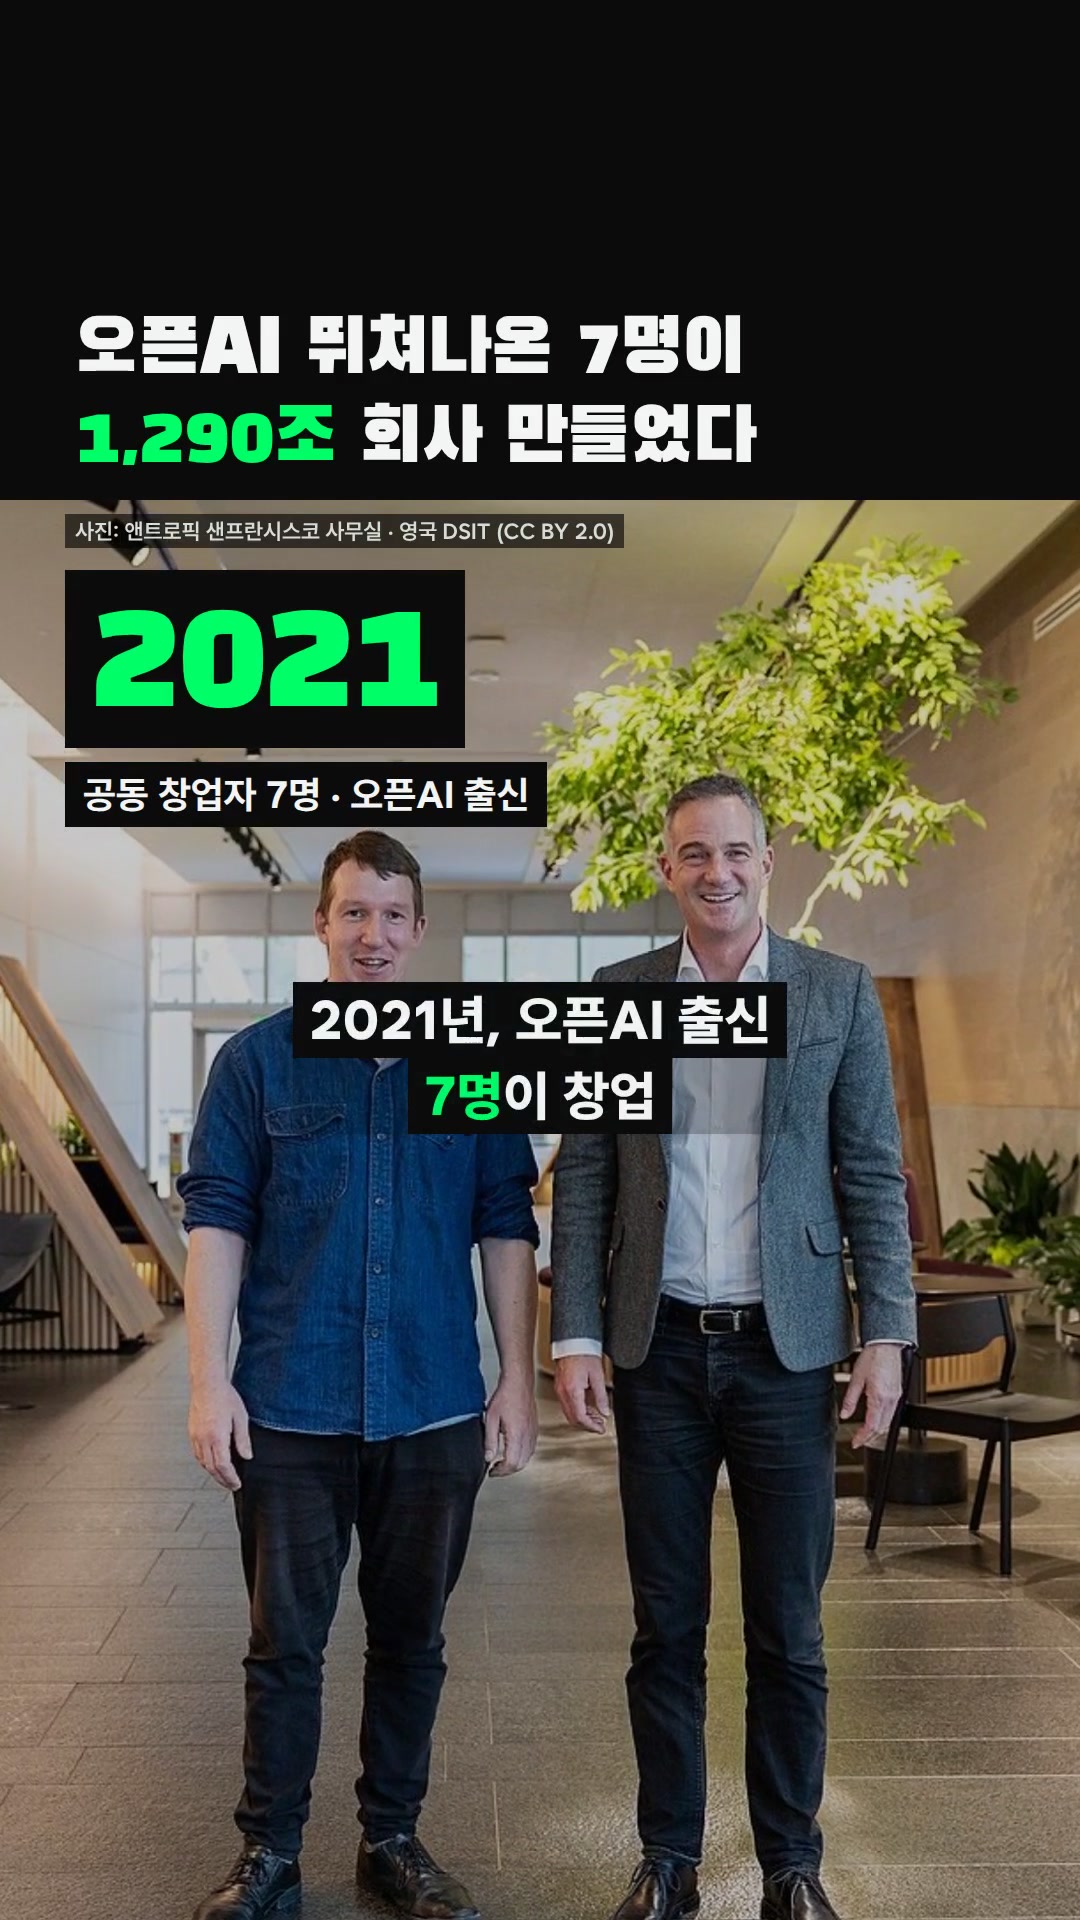 오픈AI 뛰쳐나온 7명이
1,290조 회사 만들었다
사진: 앤트로픽 샌프란시스코 사무실 · 영국 DSIT (CC BY 2.0)
2021
공동 창업자 7명 · 오픈AI 출신
2021년, 오픈AI 출신
7명이 창업